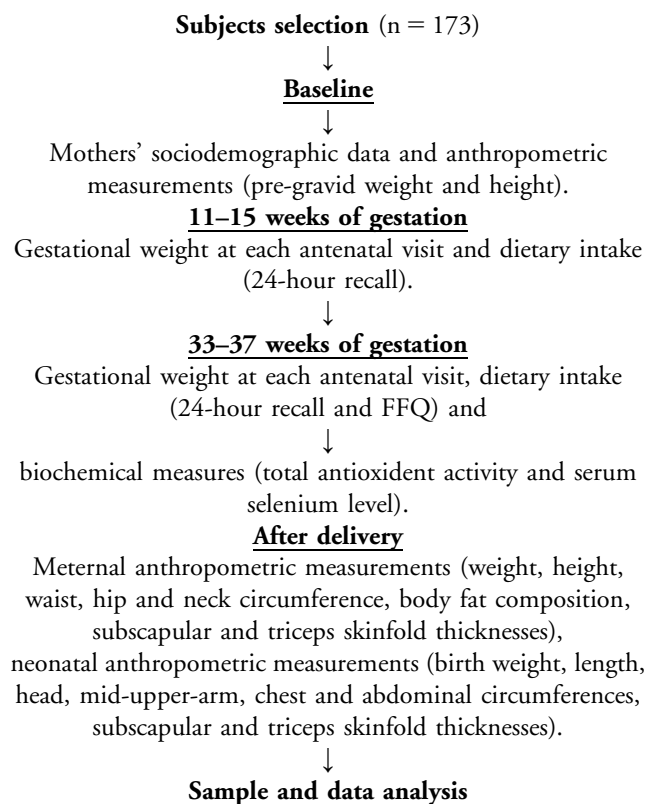 Subjects selection (n = 173)
↓
Baseline
↓
Mothers’ sociodemographic data and anthropometric
measurements (pre-gravid weight and height).
11–15 weeks of gestation
Gestational weight at each antenatal visit and dietary intake
(24-hour recall).
↓
33–37 weeks of gestation
Gestational weight at each antenatal visit, dietary intake
(24-hour recall and FFQ) and
↓
biochemical measures (total antioxident activity and serum
selenium level).
After delivery
Meternal anthropometric measurements (weight, height,
waist, hip and neck circumference, body fat composition,
subscapular and triceps skinfold thicknesses),
neonatal anthropometric measurements (birth weight, length,
head, mid-upper-arm, chest and abdominal circumferences,
subscapular and triceps skinfold thicknesses).
↓
Sample and data analysis